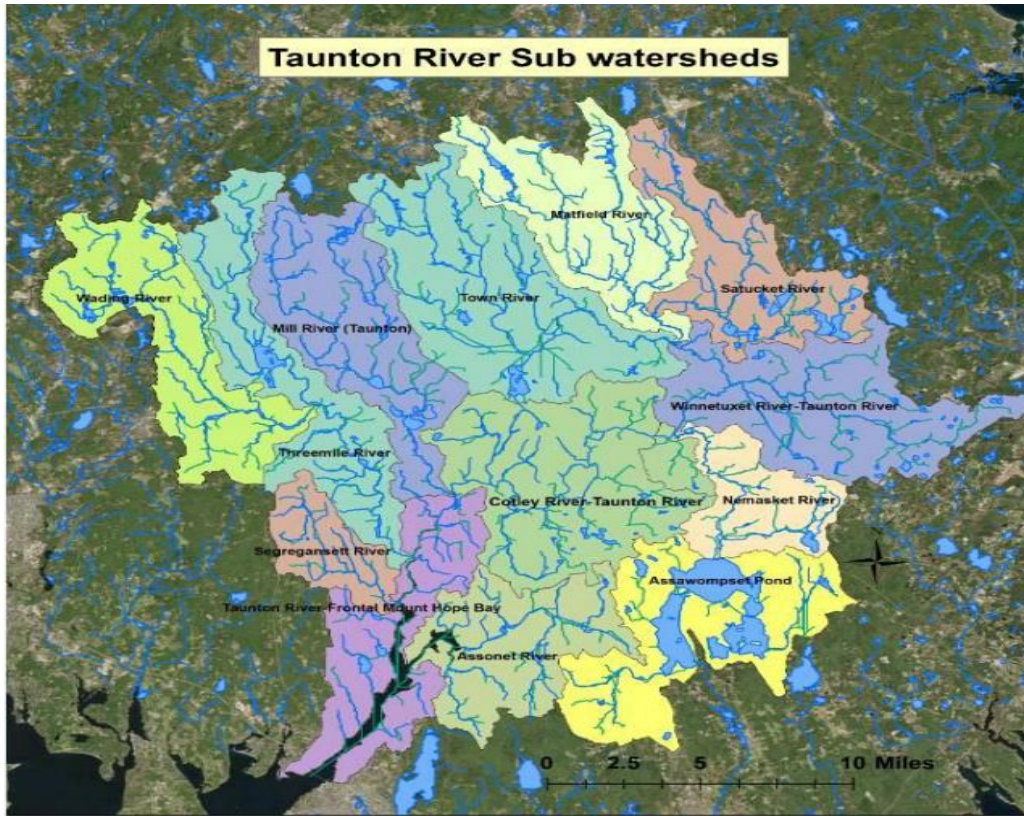 Taunton River Sub watersheds
Matfield River
Satucket River
Wading River
Town River
Mill River (Taunton)
Winnetuxet River-Taunton River
Threemile River
Cotley River-Taunton River
Nemasket River
Segregansett River
Assawompset Pond
Taunton River-Frontal Mount Hope Bay
Assonet River
0 2.5 5 10 Miles